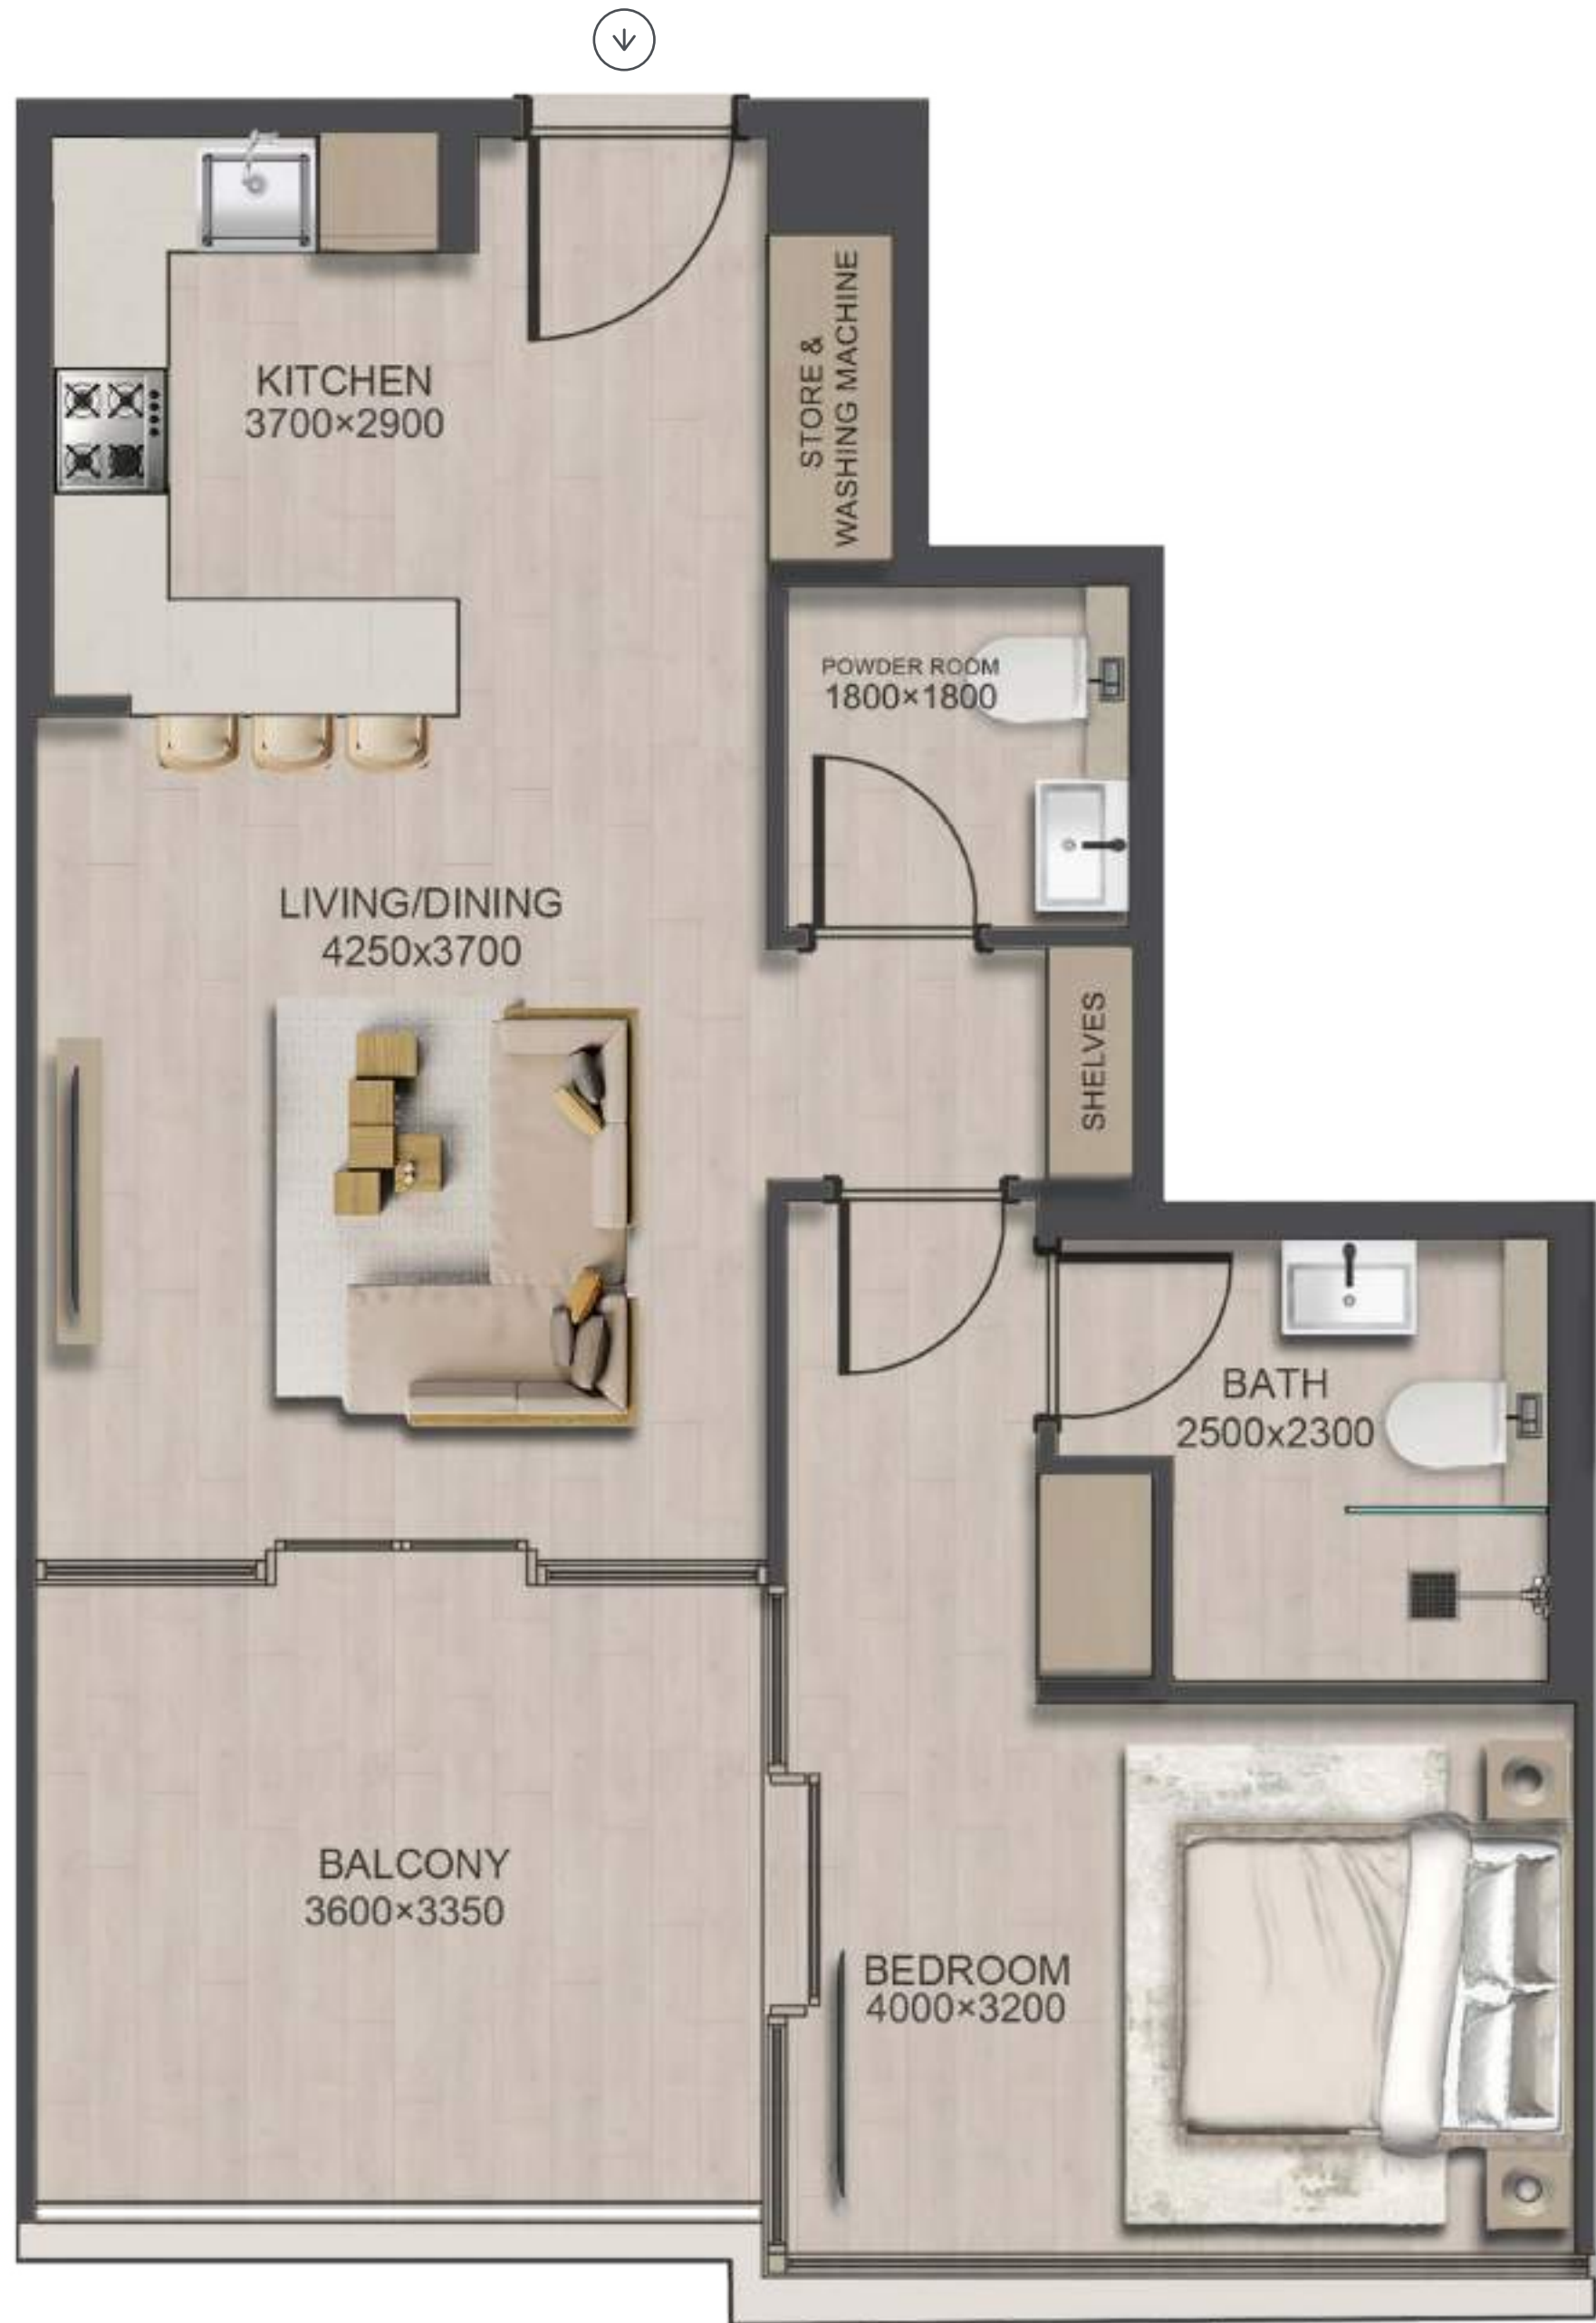 STORE &
WASHING MACHINE
KITCHEN
3700×2900
POWDER ROOM
1800×1800
LIVING/DINING
4250x3700
SHELVES
BATH
2500x2300
BALCONY
3600×3350
BEDROOM
4000×3200